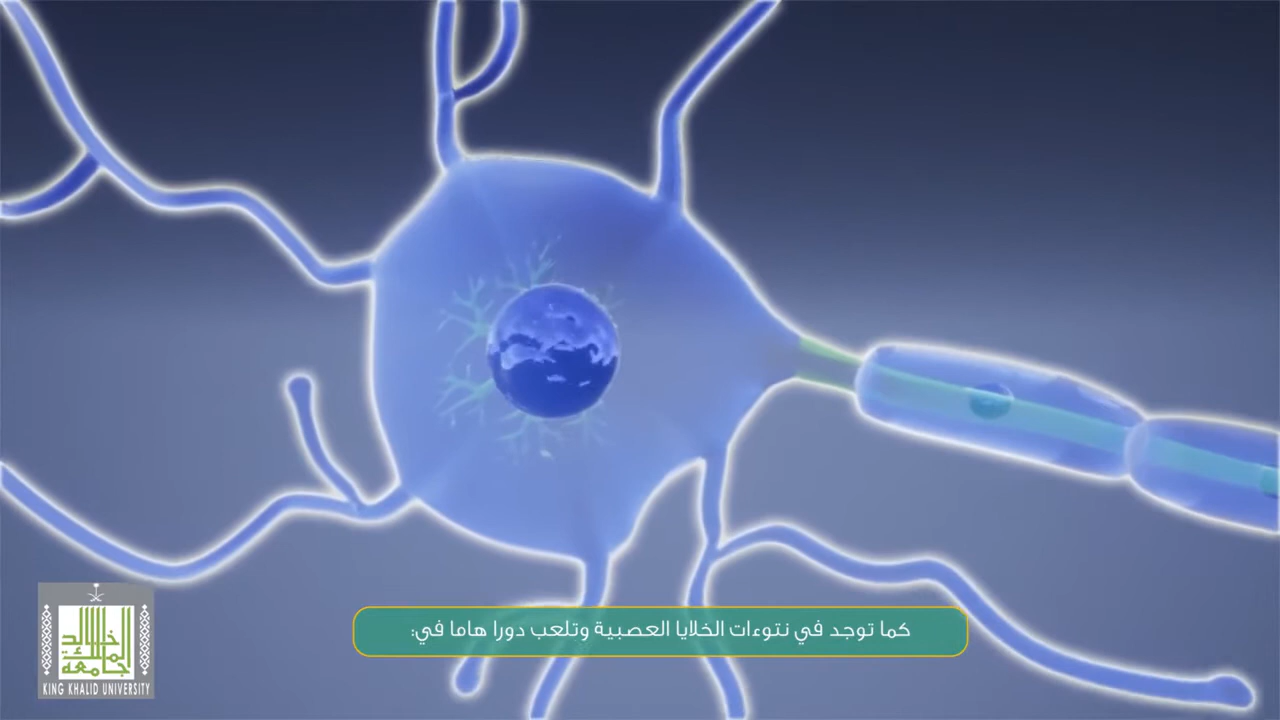 كما توجد في نتوءات الخلايا العصبية وتلعب دورا هاما في:
جامعة الملك خالد
KING KHALID UNIVERSITY